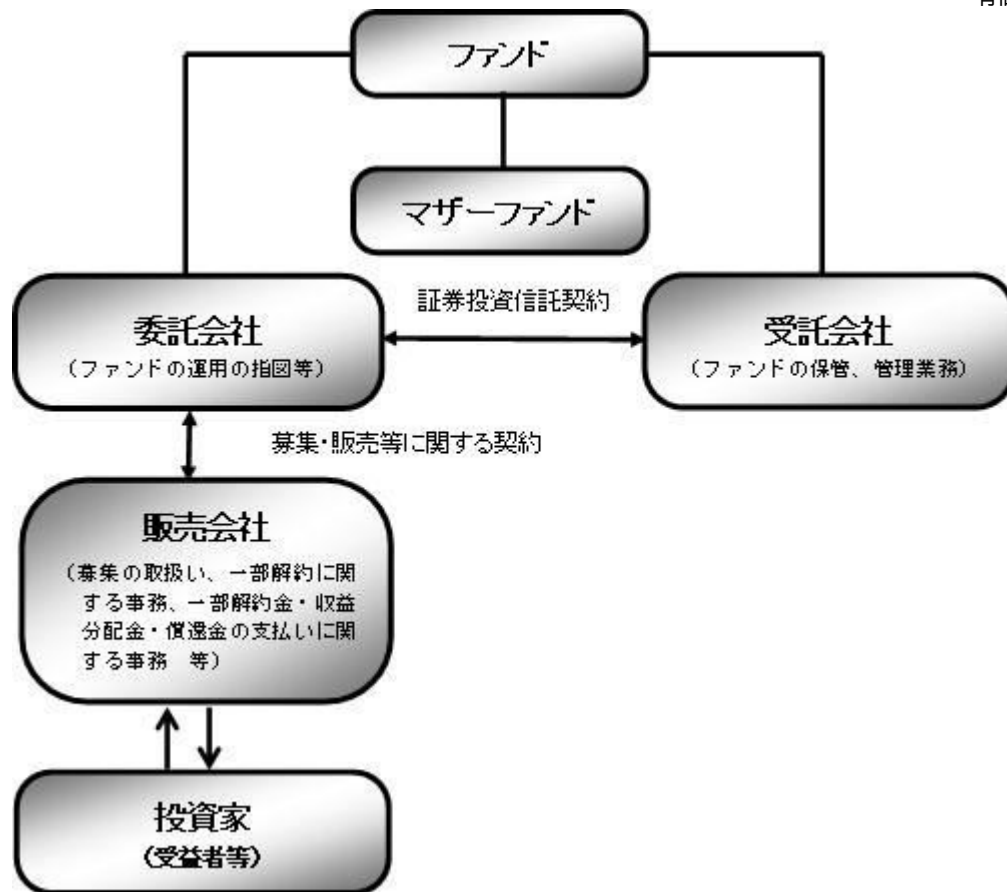 ファンド
マザーファンド
証券投資信託契約
委託会社
（ファンドの運用の指図等）
受託会社
（ファンドの保管、管理業務）
募集・販売等に関する契約
販売会社
（募集の取扱い、一部解約に関
する事務、一部解約金・収益
分配金・償還金の支払いに関
する事務　等）
投資家
（受益者等）